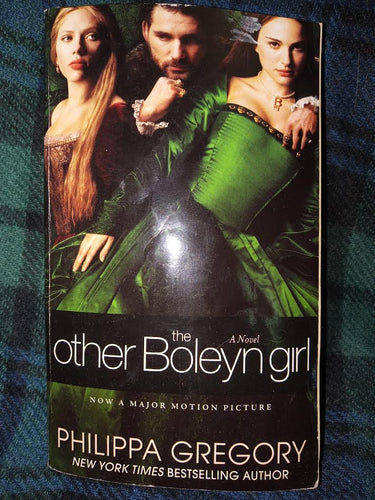 the
A Novel
other Boleyn girl
NOW A MAJOR MOTION PICTURE
PHILIPPA GREGORY
NEW YORK TIMES BESTSELLING AUTHOR